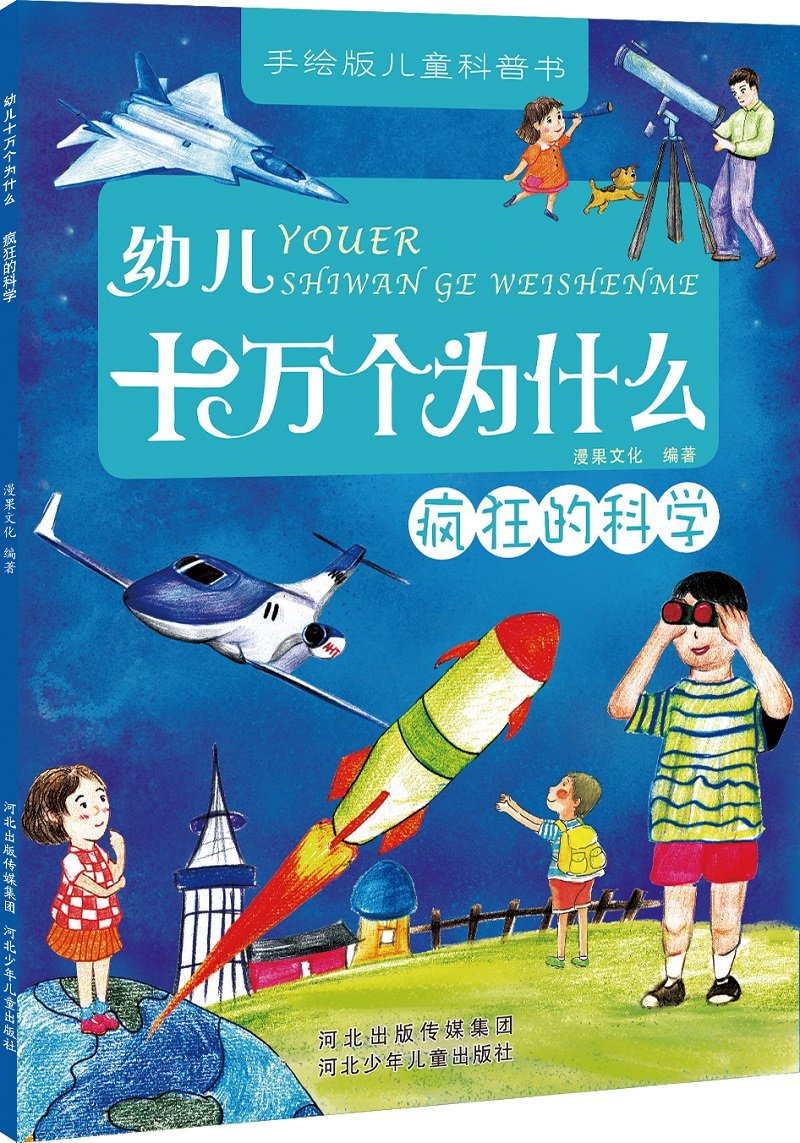 手绘版儿童科普书
幼儿 YOUER
SHIWAN GE WEISHENME
十万个为什么
漫果文化 编著
疯狂的科学
河北出版传媒集团
河北少年儿童出版社
幼儿十万个为什么 疯狂的科学
漫果文化 编著
河北出版传媒集团 河北少年儿童出版社